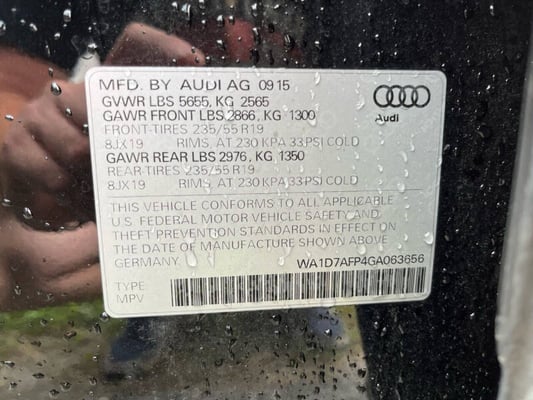 MFD. BY AUDI AG 09 15
GVWR LBS 5655, KG 2565
GAWR FRONT LBS 2866, KG 1300
FRONT-TIRES 235/55 R19
8JX19 RIMS, AT 230 KPA 33 PSI COLD
GAWR REAR LBS 2976, KG 1350
REAR-TIRES 235/55 R19
8JX19 RIMS, AT 230 KPA 33 PSI COLD
Audi
THIS VEHICLE CONFORMS TO ALL APPLICABLE
U.S. FEDERAL MOTOR VEHICLE SAFETY AND
THEFT PREVENTION STANDARDS IN EFFECT ON
THE DATE OF MANUFACTURE SHOWN ABOVE.
GERMANY. WA1D7AFP4GA063656
TYPE:
MPV